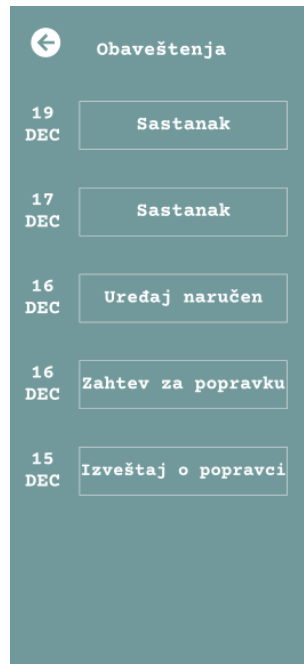 Obaveštenja
19
DEC
Sastanak
17
DEC
Sastanak
16
DEC
Uređaj naručen
16
DEC
Zahtev za popravku
15
DEC
Izveštaj o popravci